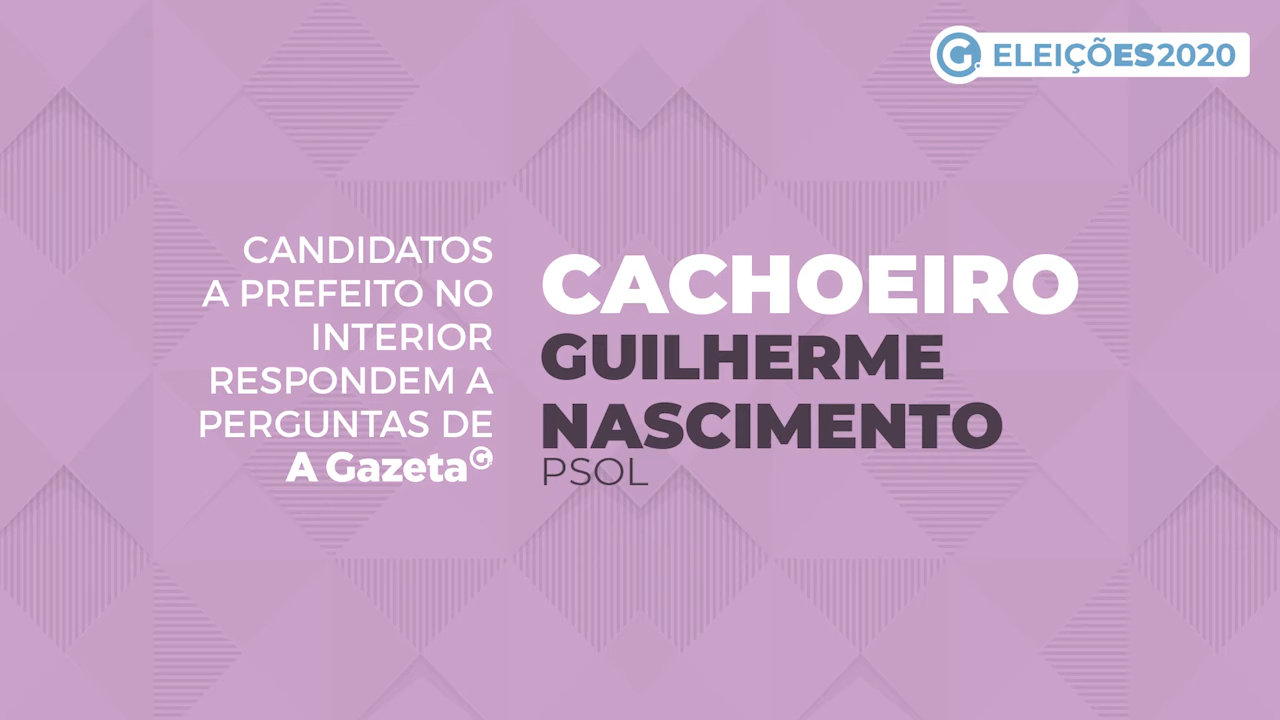 ELEIÇÕES2020
CANDIDATOS
A PREFEITO NO
INTERIOR
RESPONDEM A
PERGUNTAS DE
A Gazeta
CACHOEIRO
GUILHERME
NASCIMENTO
PSOL